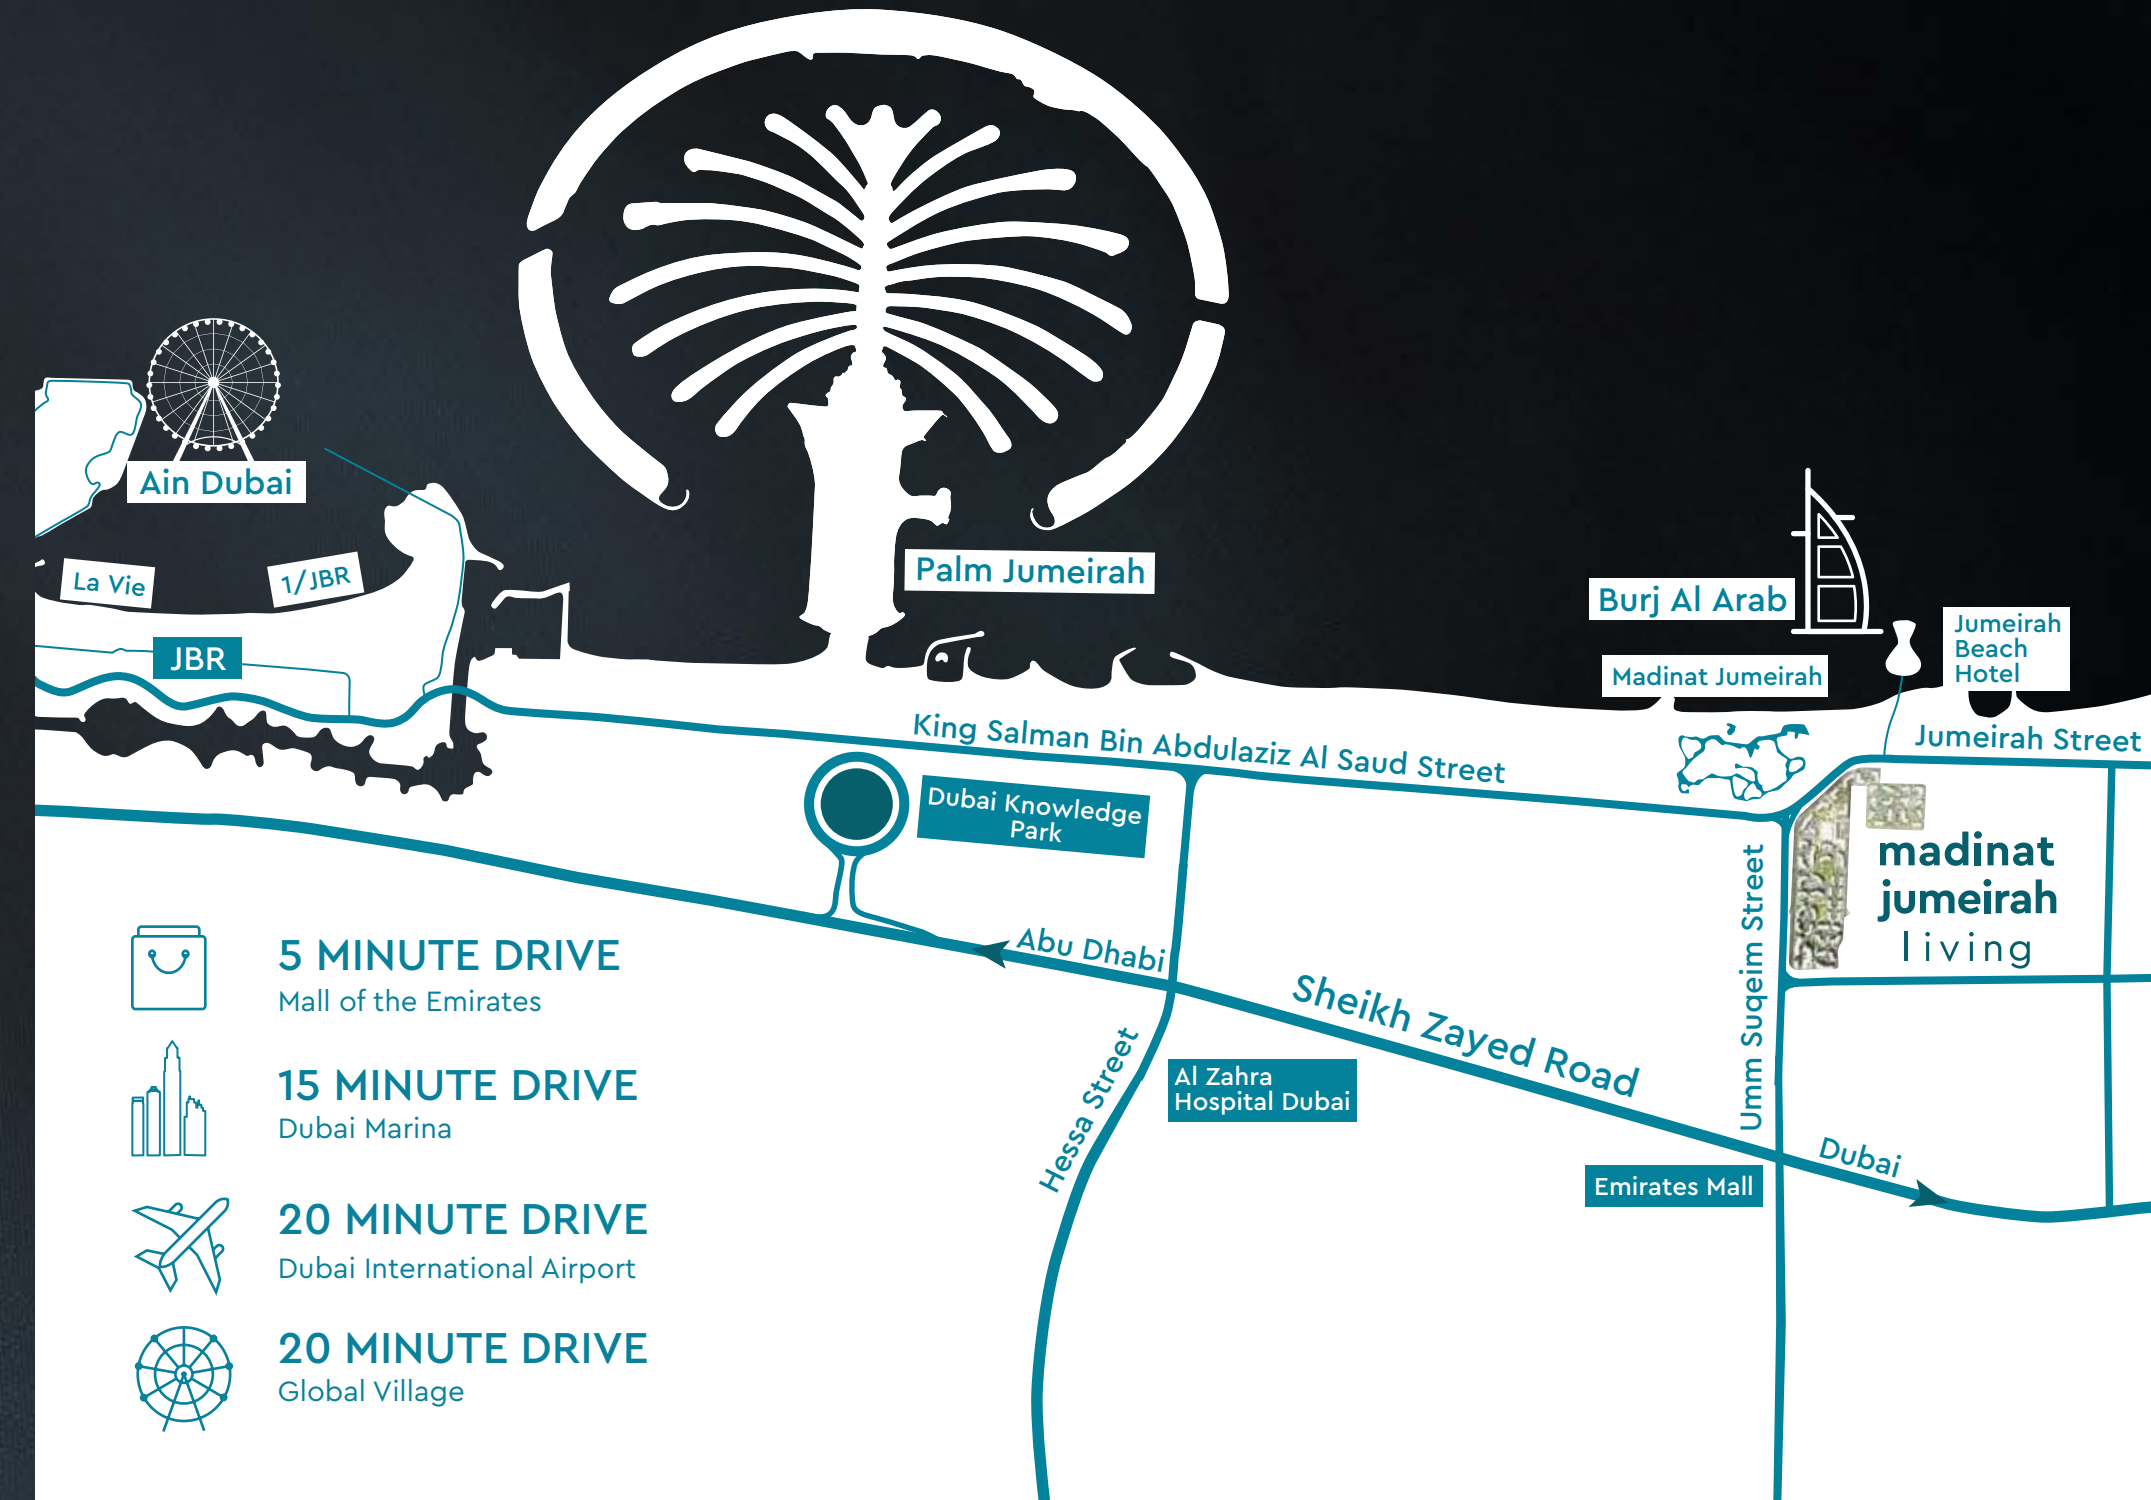 Ain Dubai
La Vie
1/JBR
JBR
Palm Jumeirah
Burj Al Arab
Madinat Jumeirah
Jumeirah
Beach
Hotel
King Salman Bin Abdulaziz Al Saud Street
Jumeirah Street
Dubai Knowledge
Park
madinat
jumeirah
living
Umm Suqeim Street
Abu Dhabi
Sheikh Zayed Road
Hessa Street
Al Zahra
Hospital Dubai
Dubai
Emirates Mall
5 MINUTE DRIVE
Mall of the Emirates
15 MINUTE DRIVE
Dubai Marina
20 MINUTE DRIVE
Dubai International Airport
20 MINUTE DRIVE
Global Village